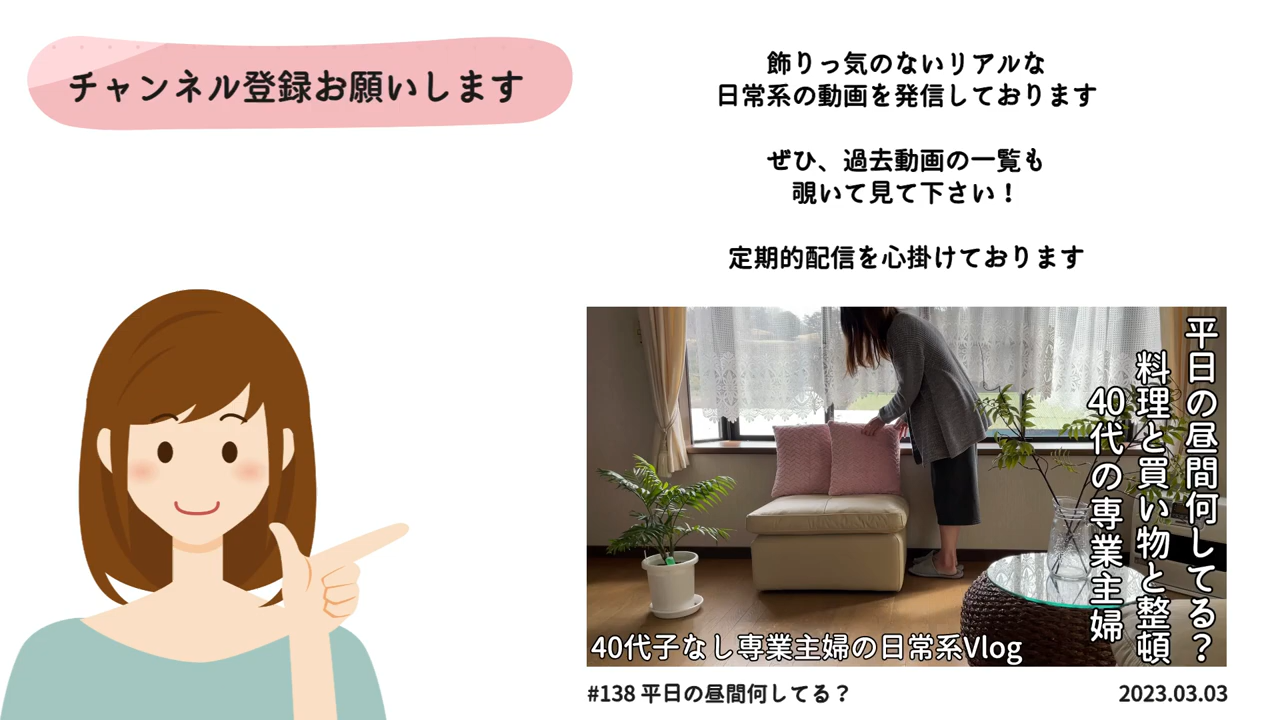 チャンネル登録お願いします
飾りっ気のないリアルな
日常系の動画を発信しております
ぜひ、過去動画の一覧も
覗いて見て下さい！
定期的配信を心掛けております
平日の昼間何してる？
料理と買い物と整頓
40代の専業主婦
40代子なし専業主婦の日常系Vlog
#138 平日の昼間何してる？
2023.03.03